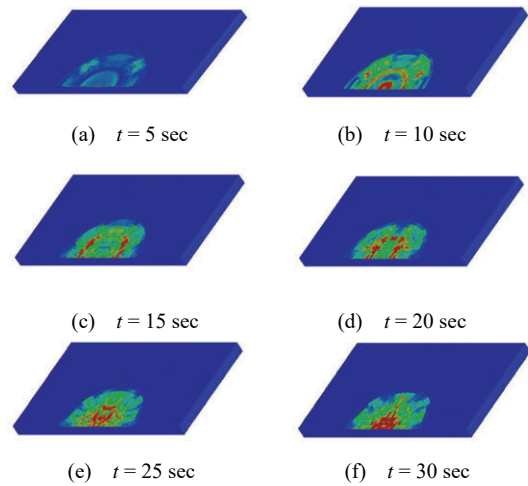 (a) t = 5 sec
(b) t = 10 sec
(c) t = 15 sec
(d) t = 20 sec
(e) t = 25 sec
(f) t = 30 sec